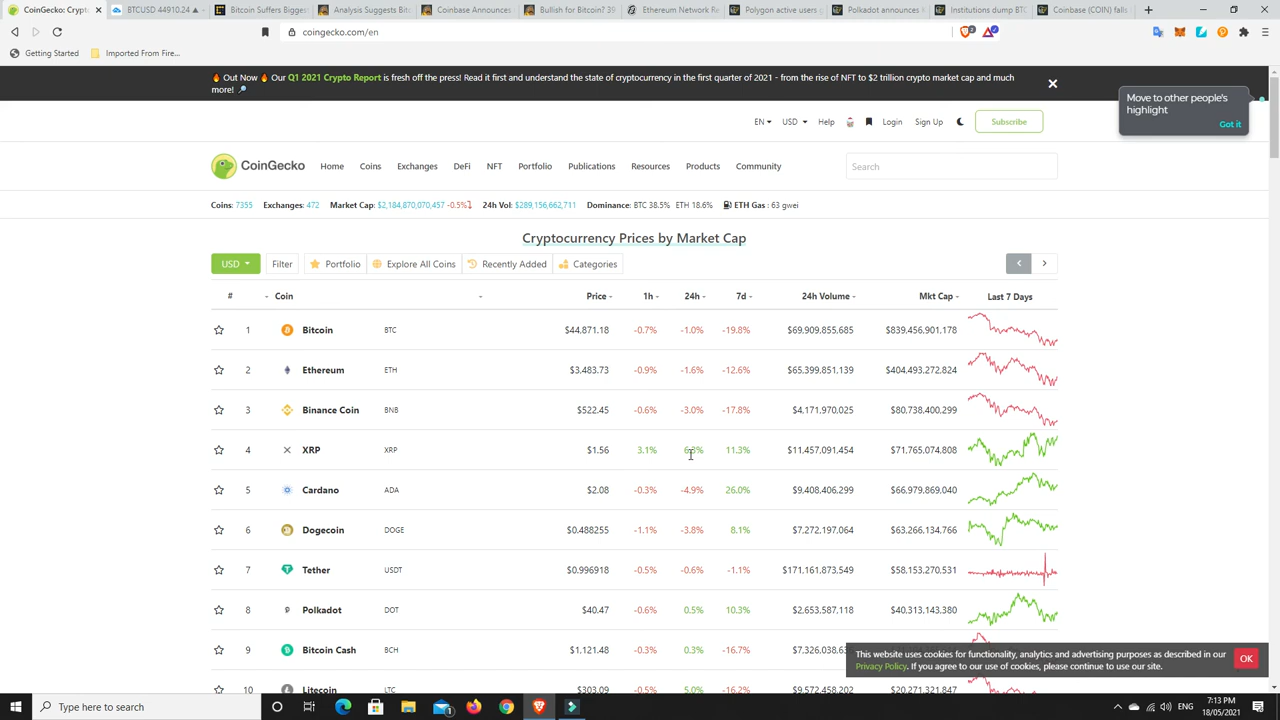 CoinGecko: Crypto
BTCUSD 44910.24 ▲
Bitcoin Suffers Biggest
Analysis Suggests Bitc
Coinbase Announces
Bullish for Bitcoin? 39
Ethereum Network Re
Polygon active users g
Polkadot announces
Institutions dump BTC
Coinbase (COIN) falls
coingecko.com/en
Getting Started
Imported From Fire...
Out Now Our Q1 2021 Crypto Report is fresh off the press! Read it first and understand the state of cryptocurrency in the first quarter of 2021 - from the rise of NFT to $2 trillion crypto market cap and much
more!
Move to other people's
highlight
Got it
EN USD Help Login Sign Up Subscribe
CoinGecko Home Coins Exchanges DeFi NFT Portfolio Publications Resources Products Community Search
Coins: 7355 Exchanges: 472 Market Cap: $2,184,870,070,457 -0.5% 24h Vol: $289,156,662,711 Dominance: BTC 38.5% ETH 18.6% ETH Gas: 63 gwei
Cryptocurrency Prices by Market Cap
USD Filter Portfolio Explore All Coins Recently Added Categories
# Coin Price 1h 24h 7d 24h Volume Mkt Cap Last 7 Days
1 Bitcoin BTC $44,871.18 -0.7% -1.0% -19.8% $69,909,855,685 $839,456,901,178
2 Ethereum ETH $3,483.73 -0.9% -1.6% -12.6% $65,399,851,139 $404,493,272,824
3 Binance Coin BNB $522.45 -0.6% -3.0% -17.8% $4,171,970,025 $80,738,400,299
4 XRP XRP $1.56 3.1% 11.3% $11,457,091,454 $71,765,074,808
5 Cardano ADA $2.08 -0.3% -4.9% 26.0% $9,408,406,299 $66,979,869,040
6 Dogecoin DOGE $0.488255 -1.1% -3.8% 8.1% $7,272,197,064 $63,266,134,766
7 Tether USDT $0.996918 -0.5% -0.6% -1.1% $171,161,873,549 $58,153,270,531
8 Polkadot DOT $40.47 -0.6% 0.5% 10.3% $2,653,587,118 $40,313,143,380
9 Bitcoin Cash BCH $1,121.48 -0.3% 0.3% -16.7%
10 Litecoin LTC $303.09 -0.5% 5.0% -16.2% $9,572,458,202 $20,271,321,847
This website uses cookies for functionality, analytics and advertising purposes as described in our
Privacy Policy. If you agree to our use of cookies, please continue to use our site.
OK
Type here to search
ENG
7:13 PM
18/05/2021